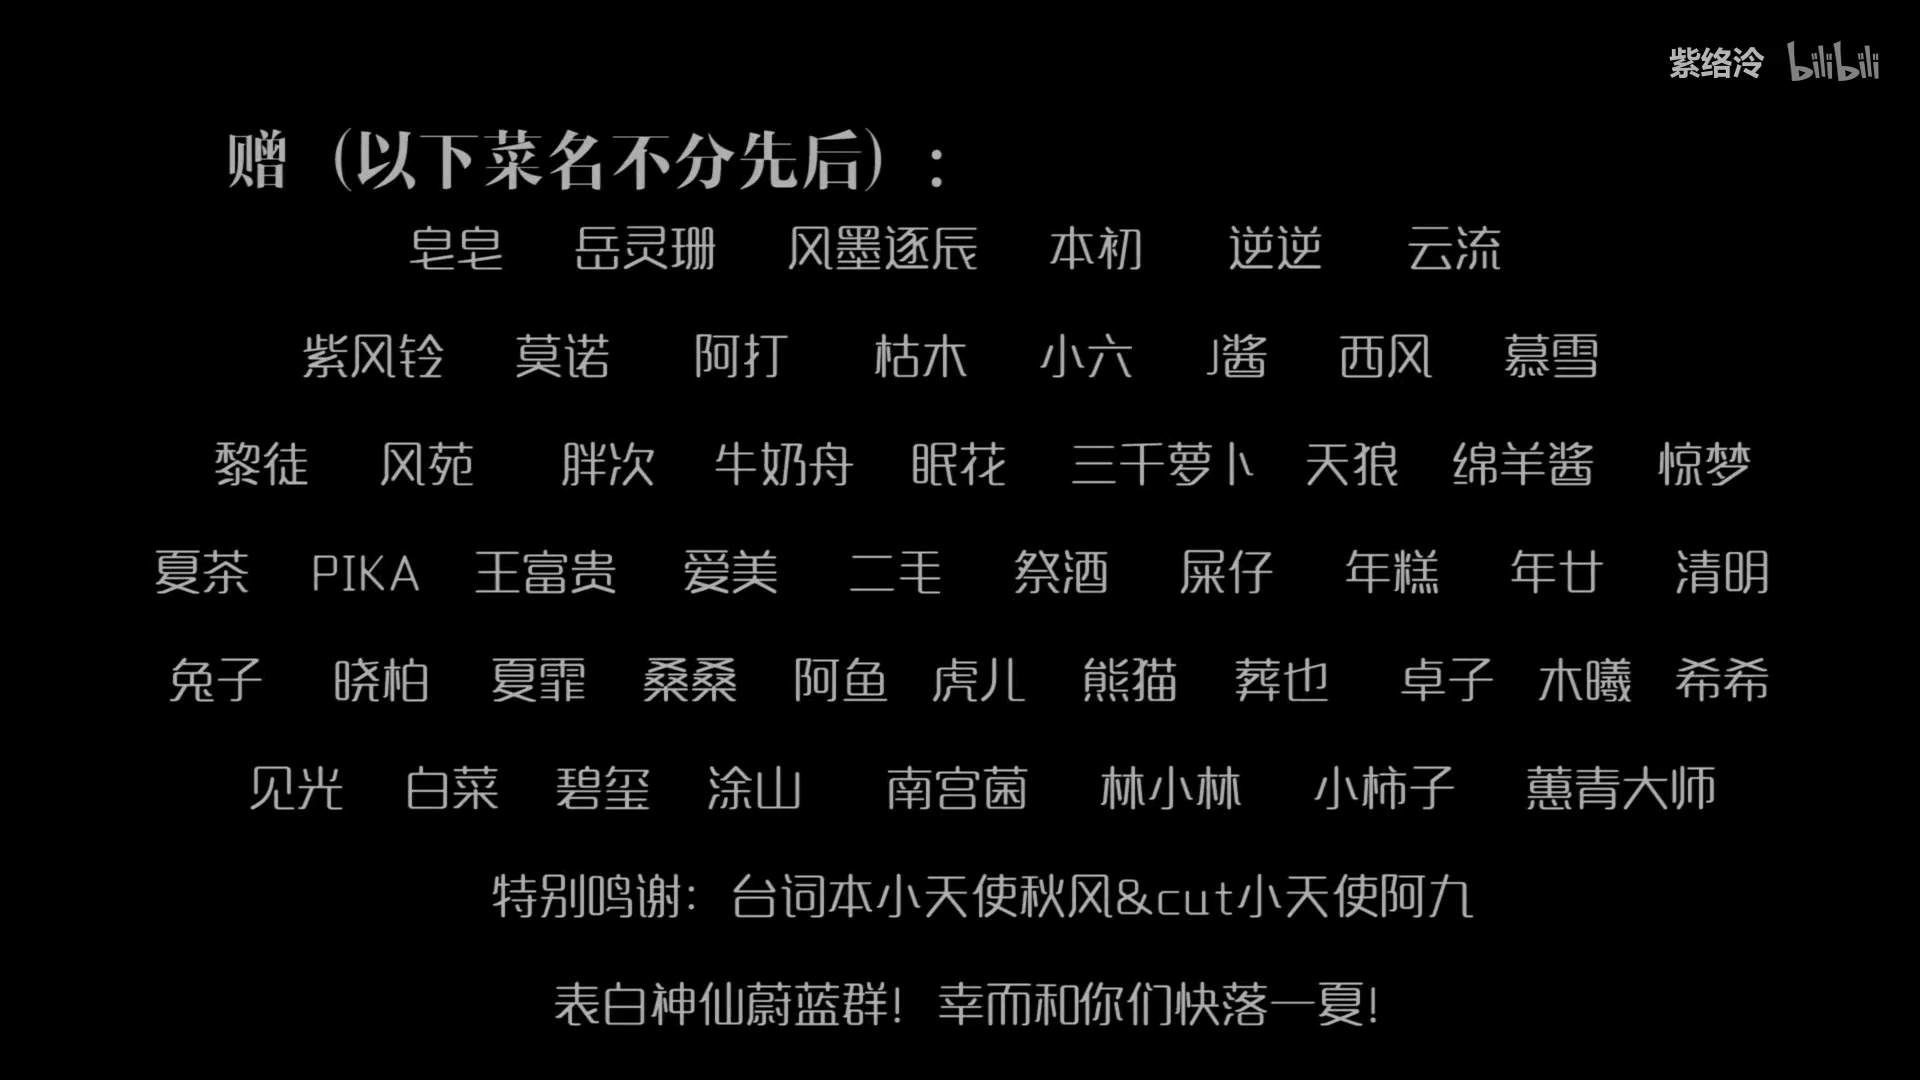 紫络泠 bilibili
赠（以下菜名不分先后）：
皂皂 岳灵珊 风墨逐辰 本初 逆逆 云流
紫风铃 莫诺 阿打 枯木 小六 J酱 西风 慕雪
黎徒 风苑 胖次 牛奶舟 眠花 三千萝卜 天狼 绵羊酱 惊梦
夏茶 PIKA 王富贵 爱美 二毛 祭酒 屎仔 年糕 年廿 清明
兔子 晓柏 夏霏 桑桑 阿鱼 虎儿 熊猫 葬也 卓子 木曦 希希
见光 白菜 碧玺 涂山 南宫菌 林小林 小柿子 蕙青大师
特别鸣谢：台词本小天使秋风&cut小天使阿九
表白神仙蔚蓝群！幸而和你们快落一夏！